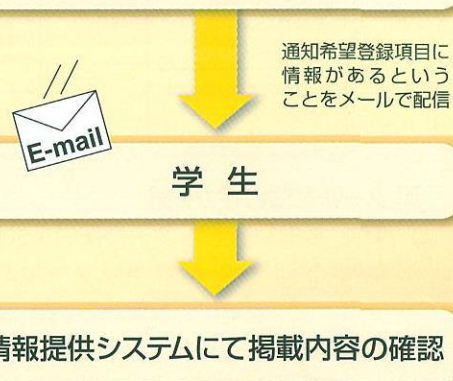 通知希望登録項目に
情報があるという
ことをメールで配信
E-mail
学 生
情報提供システムにて掲載内容の確認